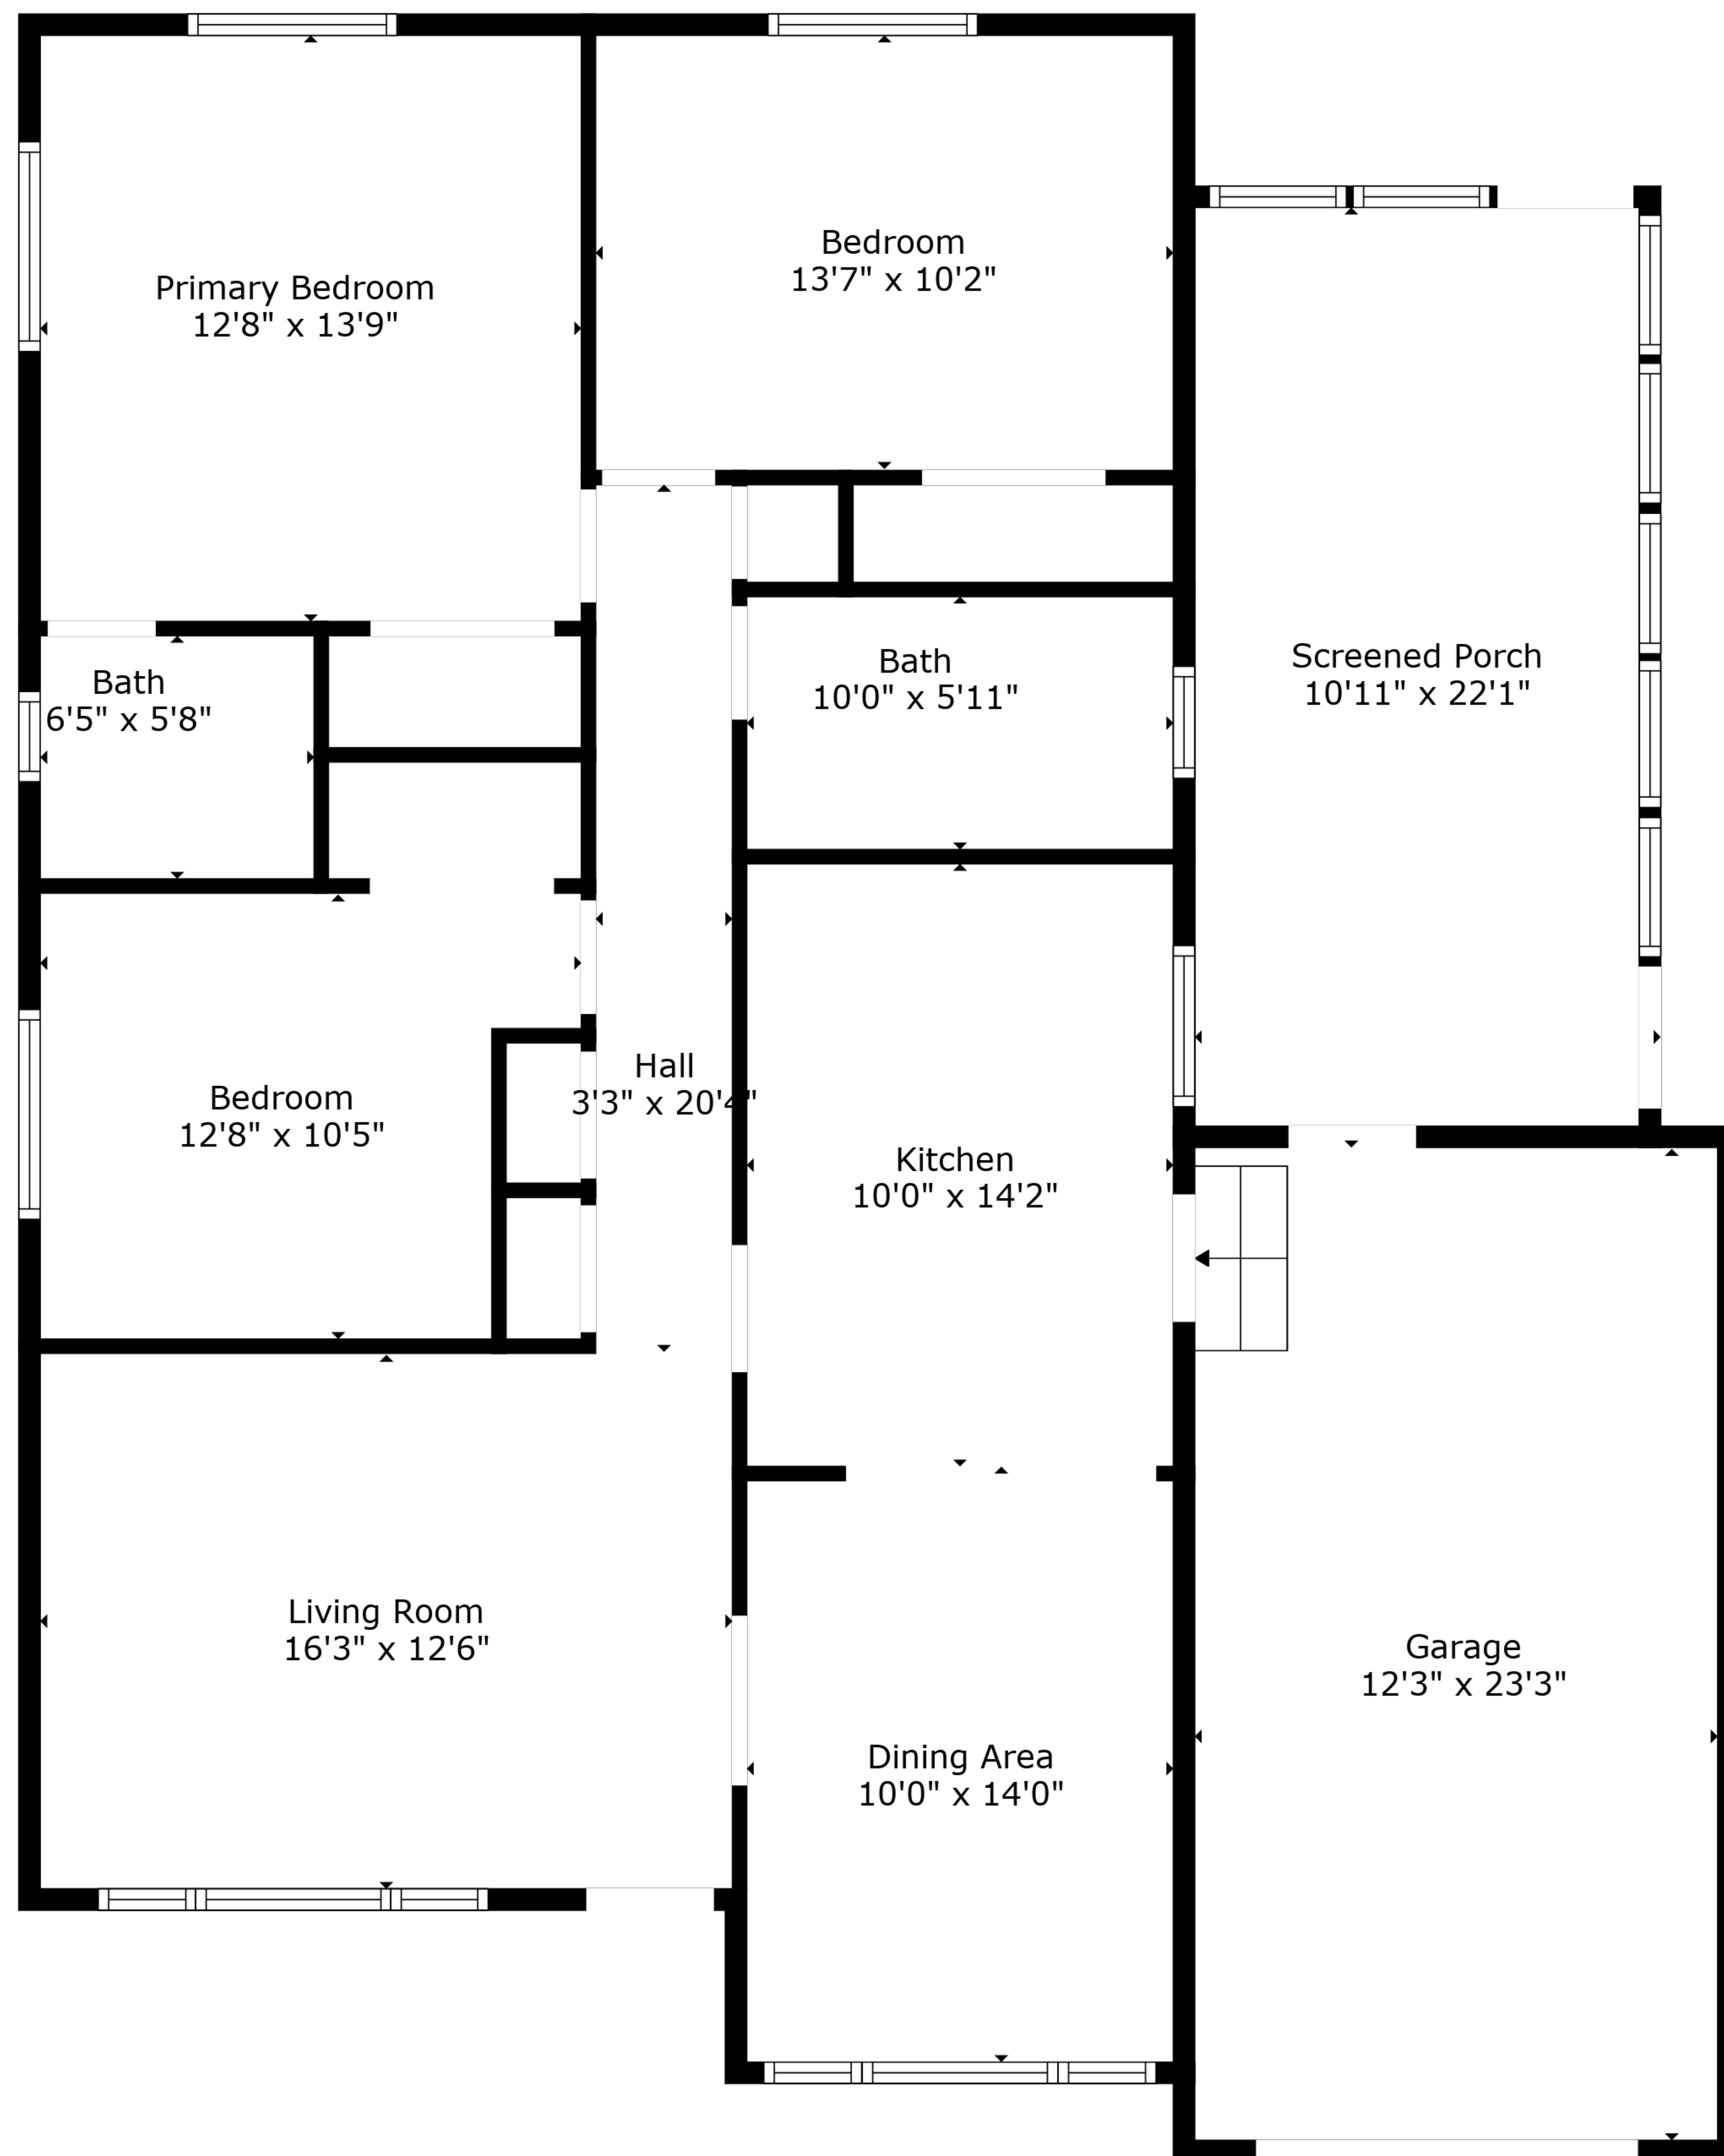 Bedroom
13'7" x 10'2"
Primary Bedroom
12'8" x 13'9"
Screened Porch
10'11" x 22'1"
Bath
10'0" x 5'11"
Bath
6'5" x 5'8"
Hall
3'3" x 20'4"
Bedroom
12'8" x 10'5"
Kitchen
10'0" x 14'2"
Living Room
16'3" x 12'6"
Garage
12'3" x 23'3"
Dining Area
10'0" x 14'0"